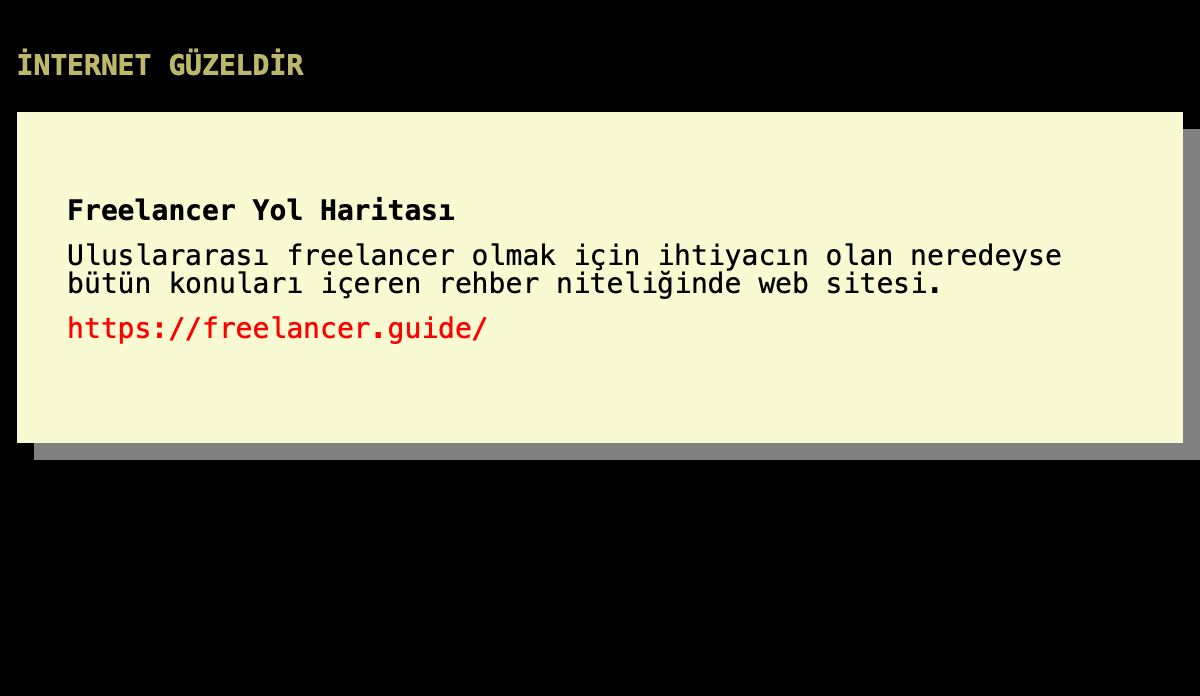 İNTERNET GÜZELDİR
Freelancer Yol Haritası
Uluslararası freelancer olmak için ihtiyacın olan neredeyse
bütün konuları içeren rehber niteliğinde web sitesi.
https://freelancer.guide/